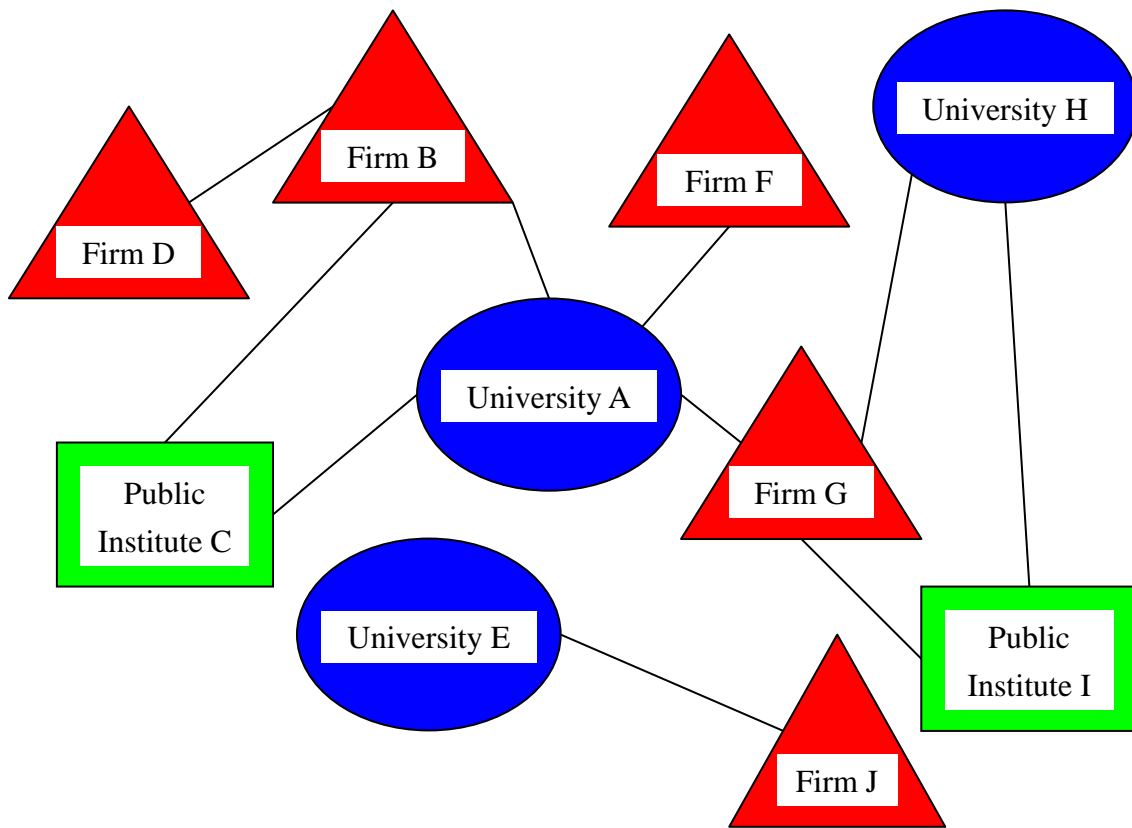 University H
Firm B
Firm F
Firm D
University A
Firm G
Public
Institute C
University E
Public
Institute I
Firm J